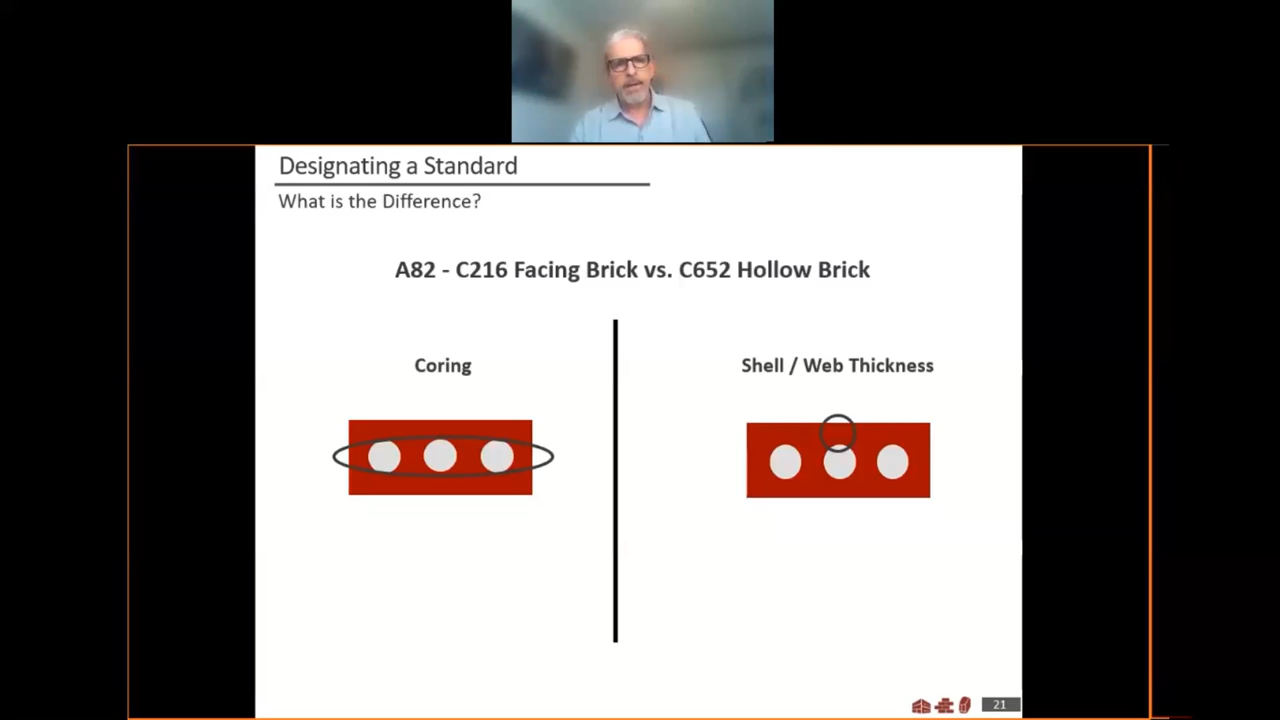 Designating a Standard
What is the Difference?
A82 - C216 Facing Brick vs. C652 Hollow Brick
Coring
Shell / Web Thickness
21